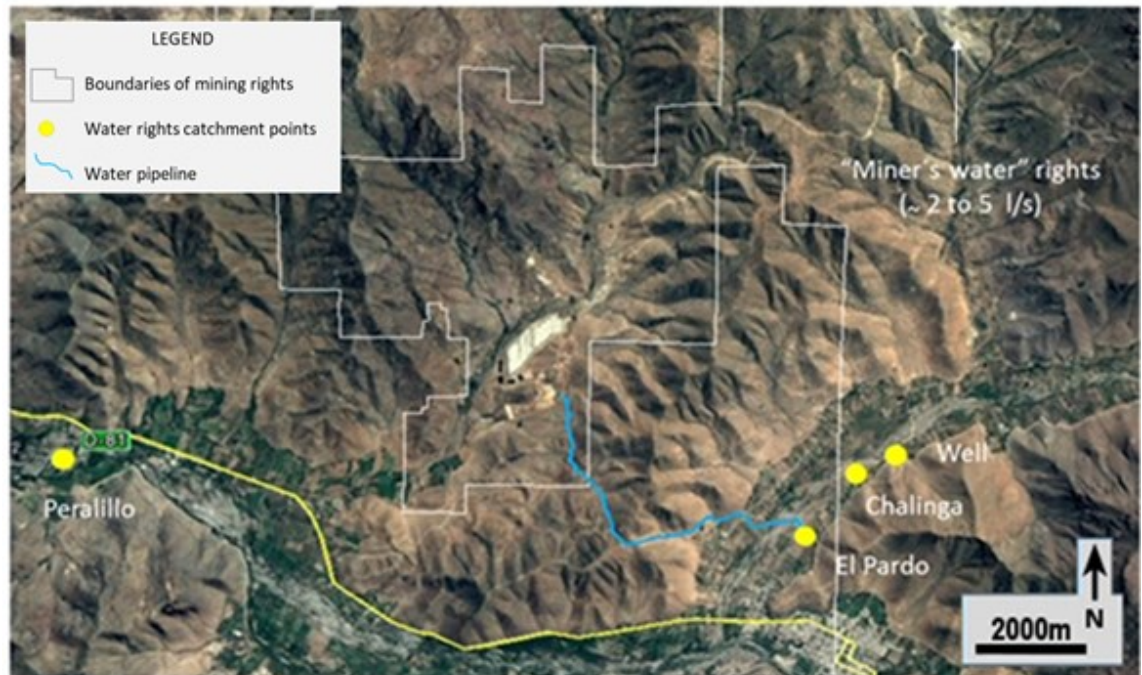 LEGEND
Boundaries of mining rights
Water rights catchment points
Water pipeline
"Miner´s water" rights
(~ 2 to 5 l/s)
D-81
Peralillo
Well
Chalinga
El Pardo
2000m
N